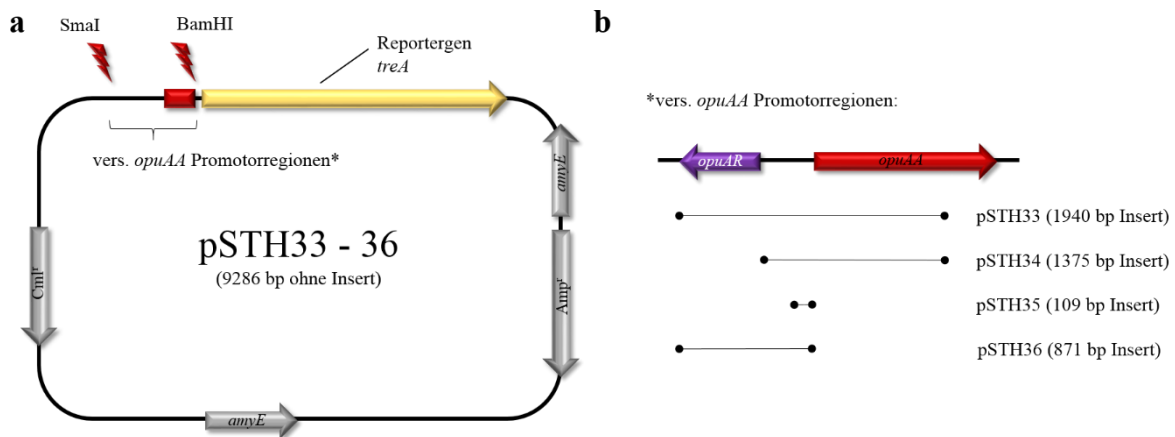 a
SmaI
BamHI
Reportergen
treA
vers. opuAA Promotorregionen*
amyE
pSTH33 - 36
(9286 bp ohne Insert)
Cmlʳ
Ampʳ
amyE
b
*vers. opuAA Promotorregionen:
opuAR
opuAA
pSTH33 (1940 bp Insert)
pSTH34 (1375 bp Insert)
pSTH35 (109 bp Insert)
pSTH36 (871 bp Insert)